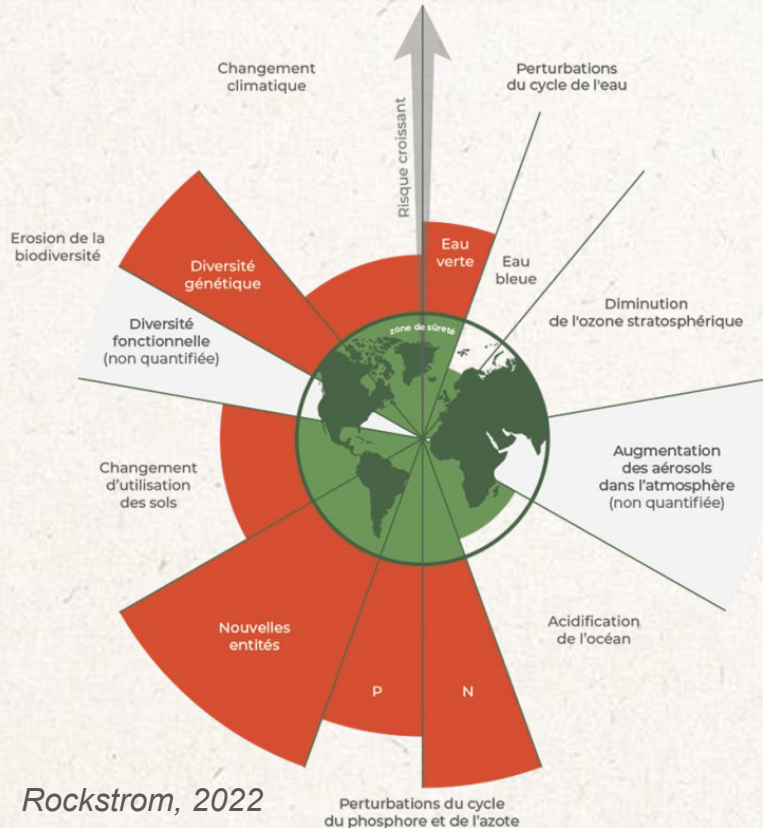 Changement
climatique
Risque croissant
Perturbations
du cycle de l'eau
Eau
verte
Eau
bleue
Diminution
de l'ozone stratosphérique
Erosion de la
biodiversité
Diversité
génétique
Diversité
fonctionnelle
(non quantifiée)
zone de sûreté
Augmentation
des aérosols
dans l'atmosphère
(non quantifiée)
Changement
d'utilisation
des sols
Nouvelles
entités
P
N
Acidification
de l'océan
Perturbations du cycle
du phosphore et de l'azote
Rockstrom, 2022